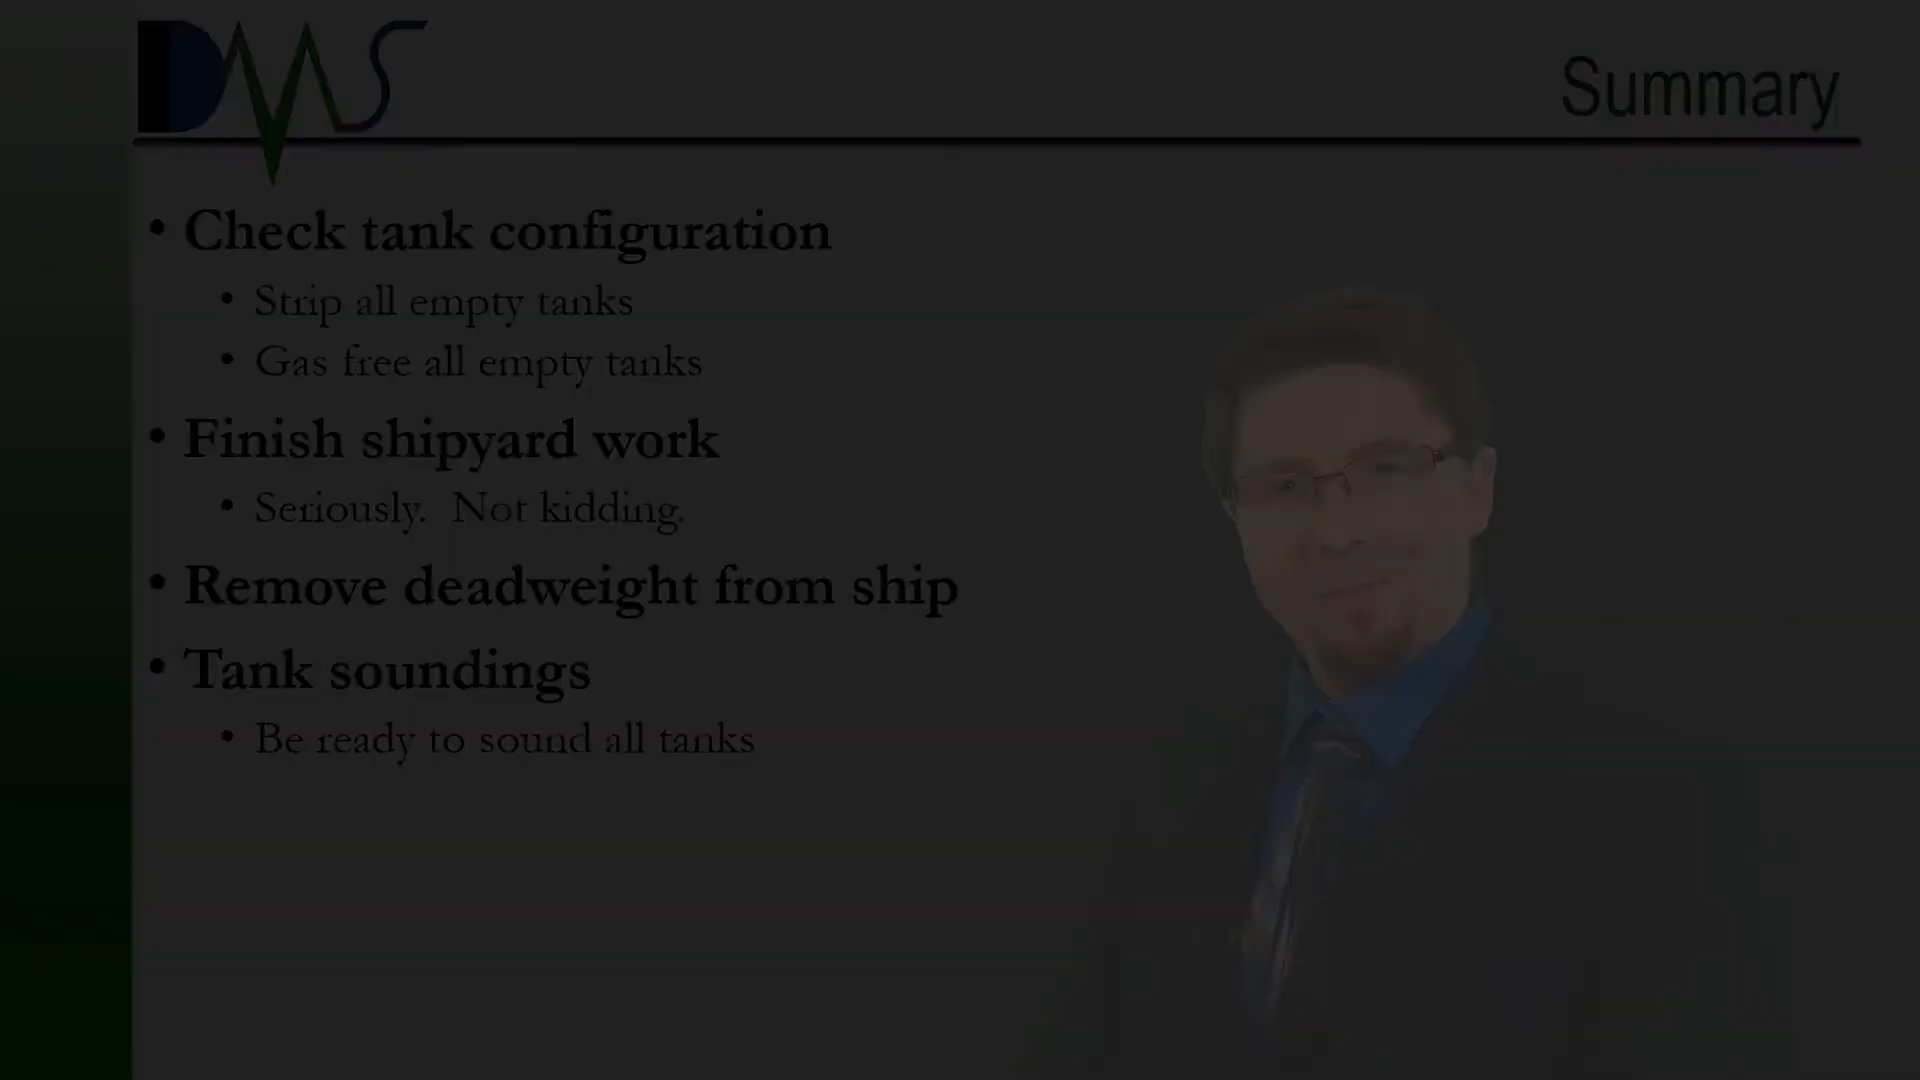 DMS
Summary
• Check tank configuration
• Strip all empty tanks
• Gas free all empty tanks
• Finish shipyard work
• Seriously.  Not kidding.
• Remove deadweight from ship
• Tank soundings
• Be ready to sound all tanks